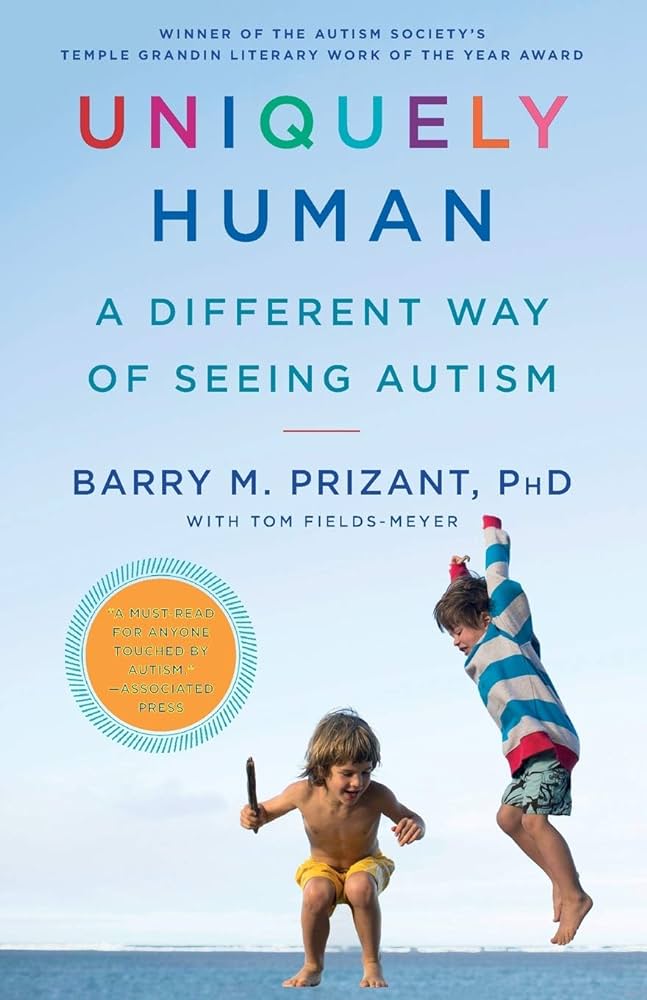 WINNER OF THE AUTISM SOCIETY'S
TEMPLE GRANDIN LITERARY WORK OF THE YEAR AWARD
UNIQUELY
HUMAN
A DIFFERENT WAY
OF SEEING AUTISM
BARRY M. PRIZANT, PHD
WITH TOM FIELDS-MEYER
"A MUST-READ
FOR ANYONE
TOUCHED BY
AUTISM."
—ASSOCIATED
PRESS